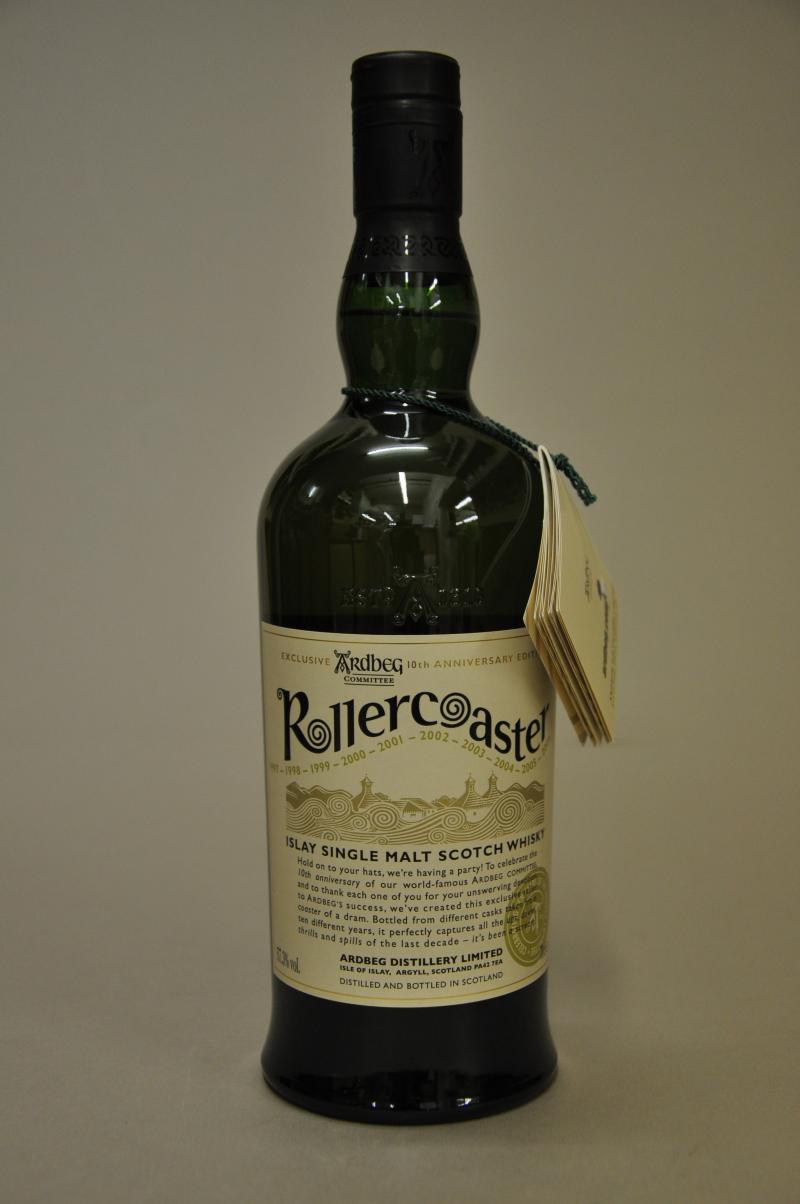 ESTD A 1815
EXCLUSIVE ARDBEG COMMITTEE 10th ANNIVERSARY
Rollercoaster
1998 – 1999 – 2000 – 2001 – 2002 – 2003 – 2004 – 2005
ISLAY SINGLE MALT SCOTCH WHISKY
Hold on to your hats, we're having a party! To celebrate the
10th anniversary of our world-famous ARDBEG COMMITTEE,
and to thank each one of you for your unswerving
to ARDBEG'S success, we've created this exclusive
coaster of a dram. Bottled from different casks
ten different years, it perfectly captures all the
thrills and spills of the last decade – it's been
57.3% vol.
ARDBEG DISTILLERY LIMITED
ISLE OF ISLAY, ARGYLL, SCOTLAND PA42 7EA
DISTILLED AND BOTTLED IN SCOTLAND